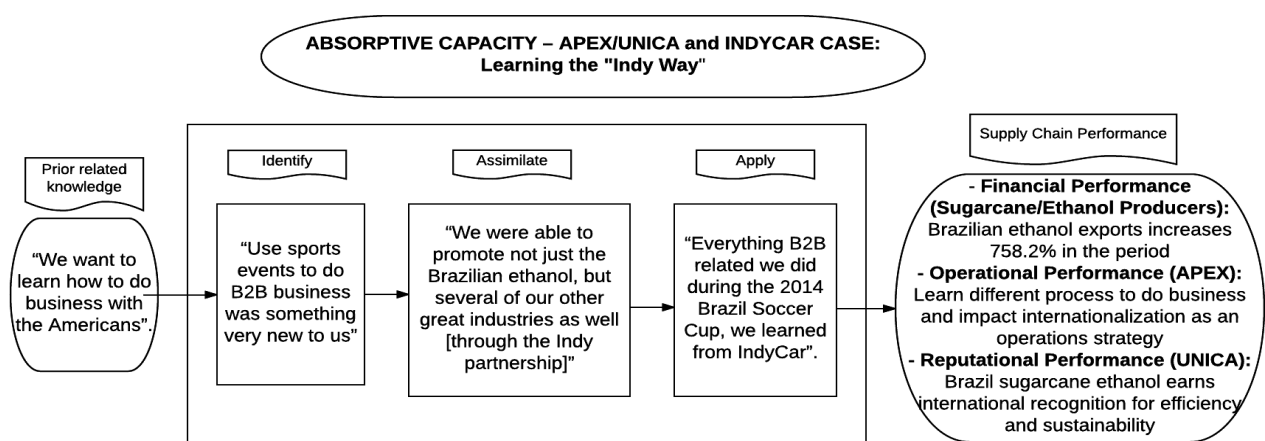 ABSORPTIVE CAPACITY – APEX/UNICA and INDYCAR CASE:
Learning the "Indy Way"
Prior related
knowledge
“We want to
learn how to do
business with
the Americans”.
Identify
“Use sports
events to do
B2B business
was something
very new to us”
Assimilate
“We were able to
promote not just the
Brazilian ethanol, but
several of our other
great industries as well
[through the Indy
partnership]”
Apply
“Everything B2B
related we did
during the 2014
Brazil Soccer
Cup, we learned
from IndyCar”.
Supply Chain Performance
- Financial Performance
(Sugarcane/Ethanol Producers):
Brazilian ethanol exports increases
758.2% in the period
- Operational Performance (APEX):
Learn different process to do business
and impact internationalization as an
operations strategy
- Reputational Performance (UNICA):
Brazil sugarcane ethanol earns
international recognition for efficiency
and sustainability